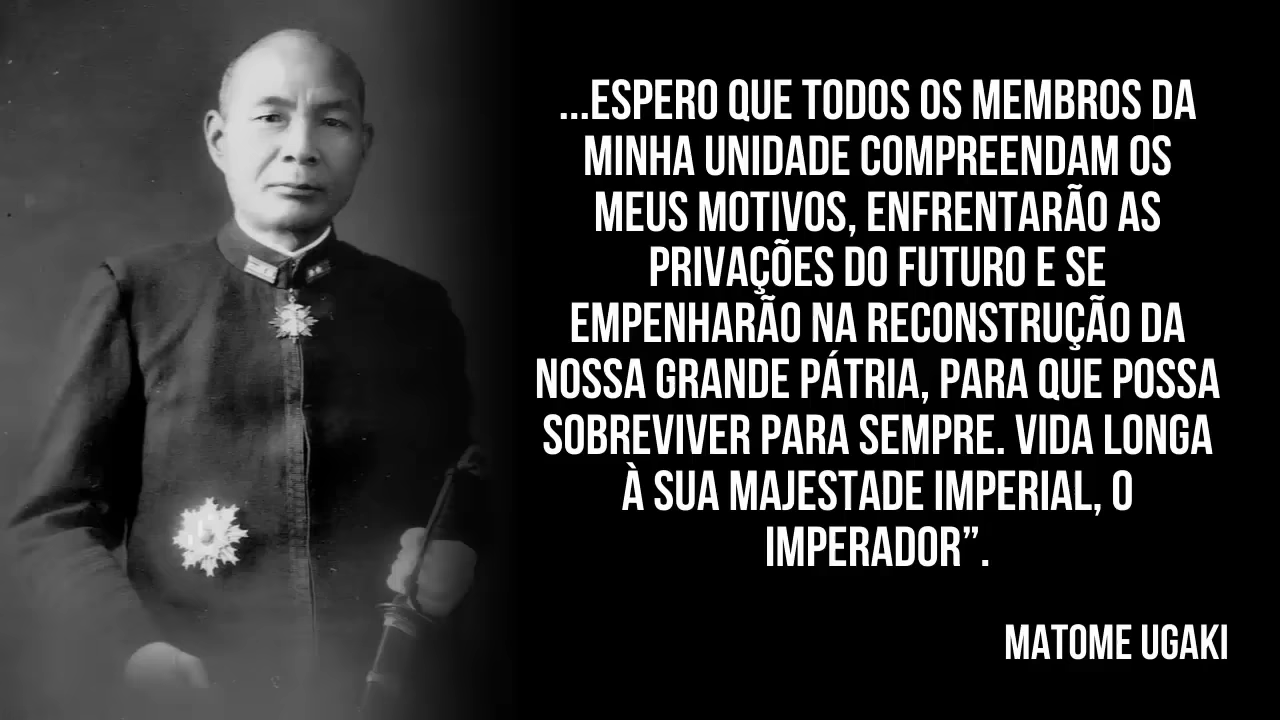 ...ESPERO QUE TODOS OS MEMBROS DA
MINHA UNIDADE COMPREENDAM OS
MEUS MOTIVOS, ENFRENTARÃO AS
PRIVAÇÕES DO FUTURO E SE
EMPENHARÃO NA RECONSTRUÇÃO DA
NOSSA GRANDE PÁTRIA, PARA QUE POSSA
SOBREVIVER PARA SEMPRE. VIDA LONGA
À SUA MAJESTADE IMPERIAL, O
IMPERADOR”.
MATOME UGAKI